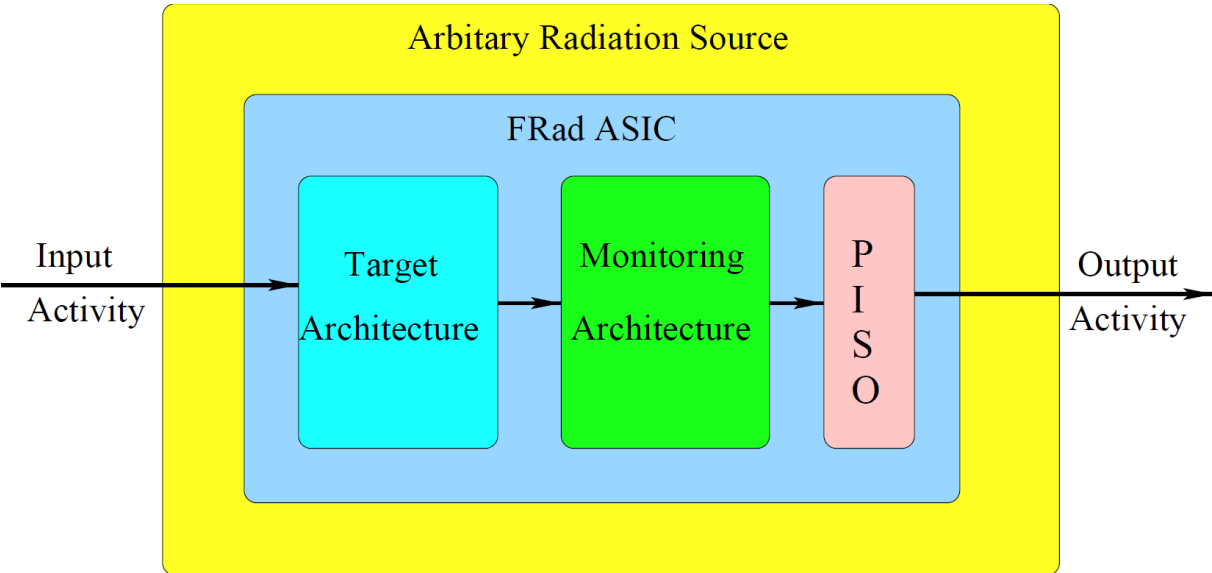 Arbitary Radiation Source
FRad ASIC
Input
Activity
Target
Architecture
Monitoring
Architecture
P
I
S
O
Output
Activity